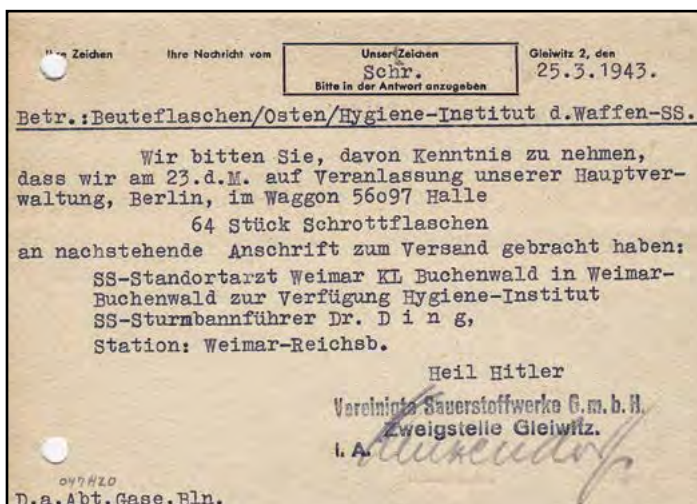 Zeichen Ihre Nachricht vom Unser Zeichen Gleiwitz 2, den
Schr. 25.3.1943.
Bitte in der Antwort anzugeben
Betr.:Beuteflaschen/Osten/Hygiene-Institut d.Waffen-SS.
Wir bitten Sie, davon Kenntnis zu nehmen,
dass wir am 23.d.M. auf Veranlassung unserer Hauptver-
waltung, Berlin, im Waggon 56097 Halle
64 Stück Schrottflaschen
an nachstehende Anschrift zum Versand gebracht haben:
SS-Standortarzt Weimar KL Buchenwald in Weimar-
Buchenwald zur Verfügung Hygiene-Institut
SS-Sturmbannführer Dr. D i n g,
Station: Weimar-Reichsb.
Heil Hitler
Vereinigte Sauerstoffwerke G.m.b.H.
Zweigstelle Gleiwitz.
I. A.
047420
D.a.Abt.Gase.Bln.